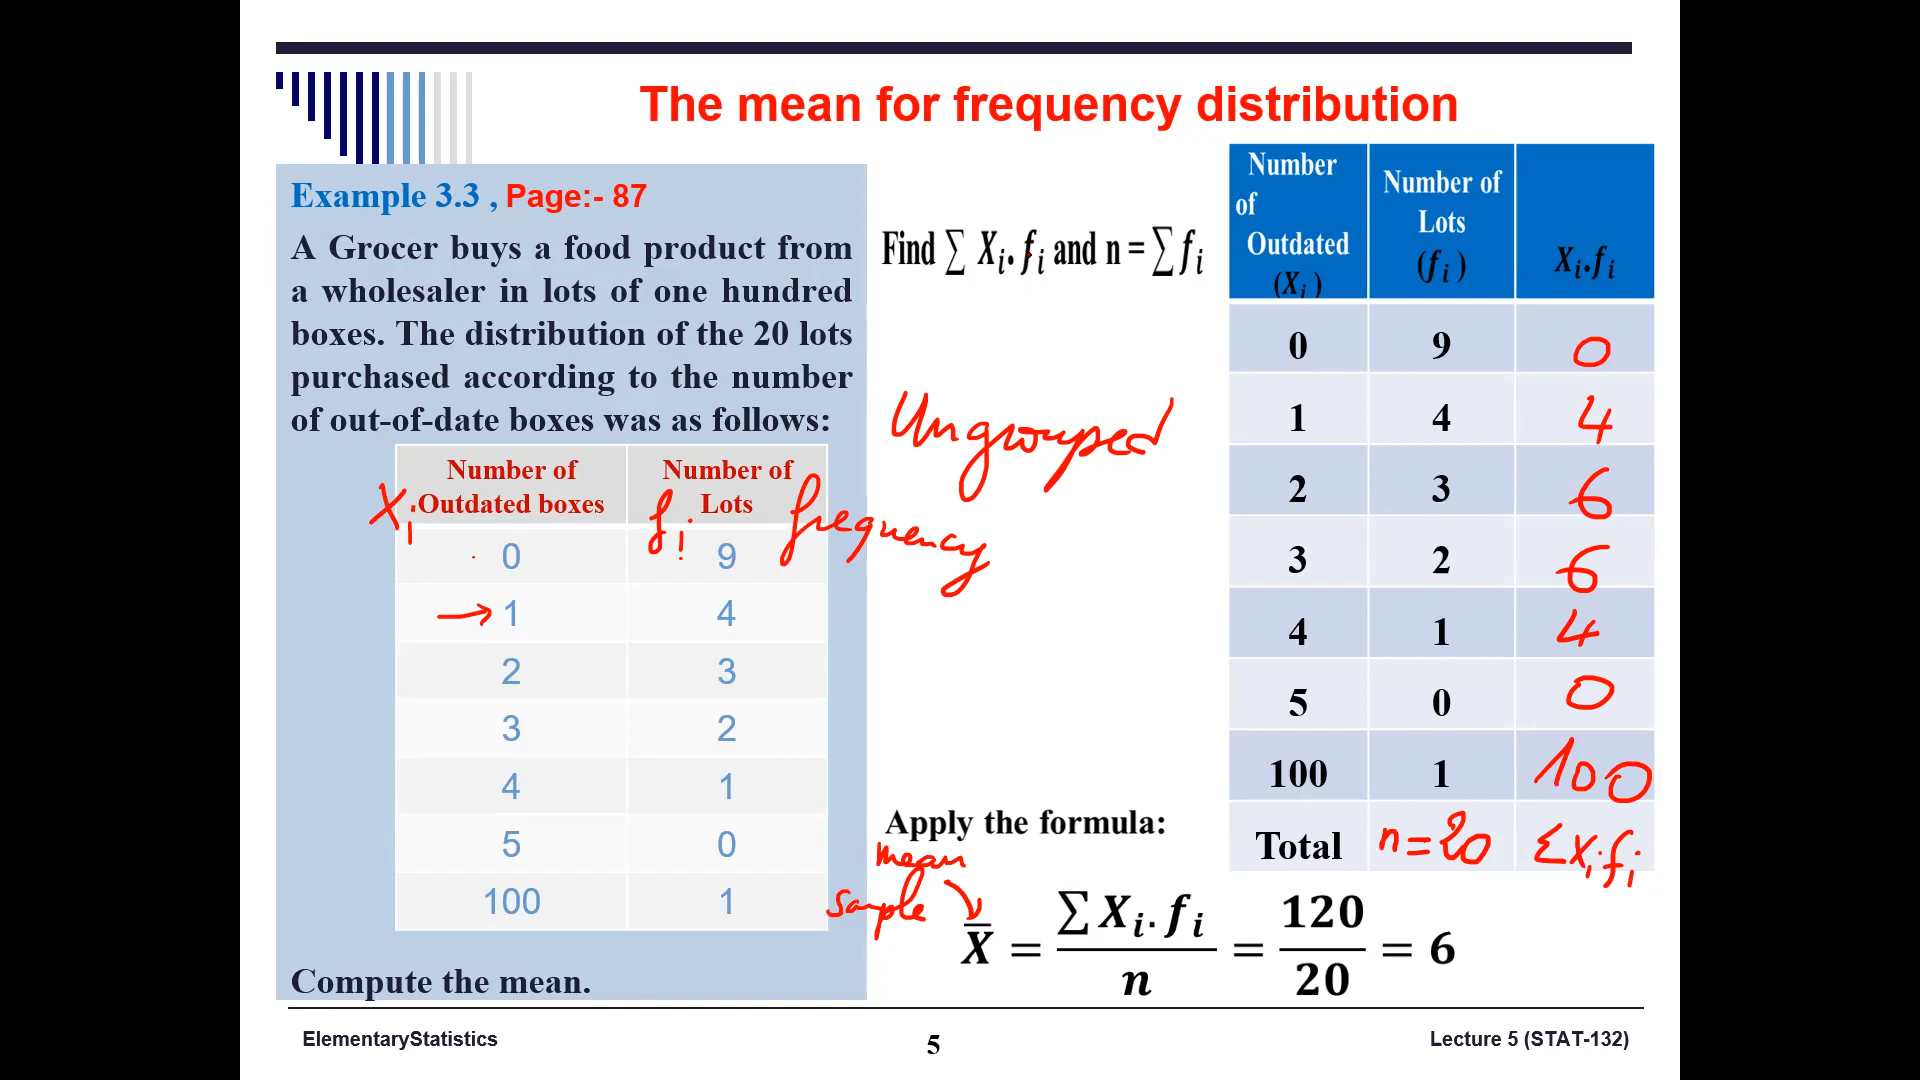 The mean for frequency distribution
Example 3.3 , Page:- 87
A Grocer buys a food product from
a wholesaler in lots of one hundred
boxes. The distribution of the 20 lots
purchased according to the number
of out-of-date boxes was as follows:
Number of Outdated boxes Number of Lots
Xi fi frequency
0 9
1 4
2 3
3 2
4 1
5 0
100 1
Compute the mean.
Find ∑ Xi.fi and n = ∑ fi
Ungrouped
Number of Outdated (Xi) Number of Lots (fi) Xi.fi
0 9 0
1 4 4
2 3 6
3 2 6
4 1 4
5 0 0
100 1 100
Total n=20 ΣXifi
Apply the formula:
mean
sample
X̄ = ∑ Xi.fi / n = 120 / 20 = 6
ElementaryStatistics
5
Lecture 5 (STAT-132)